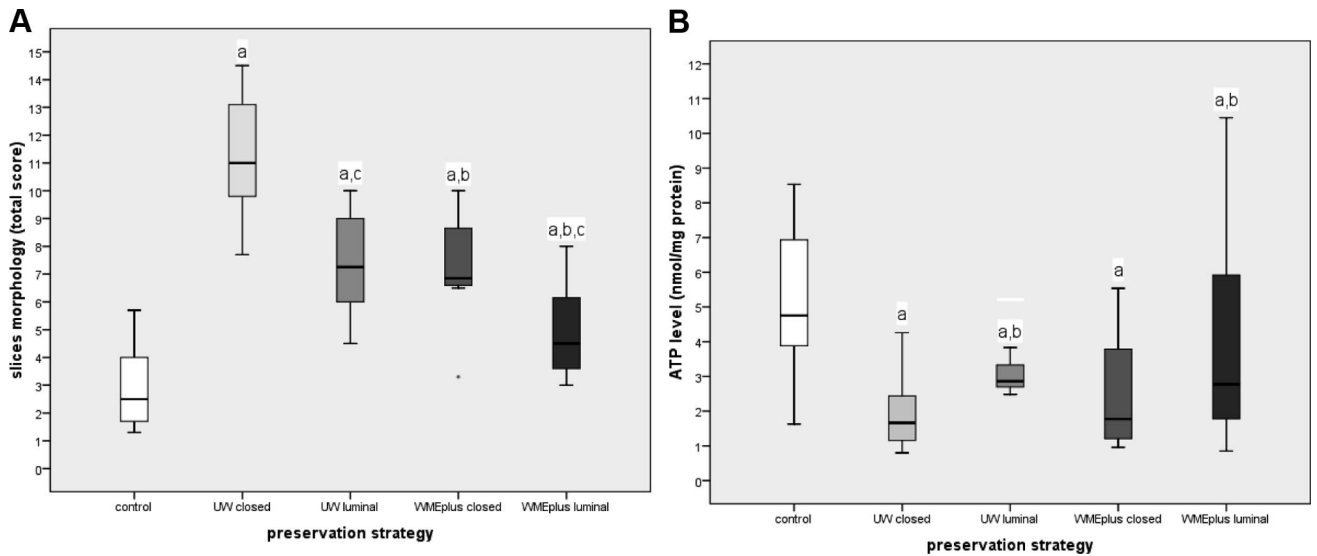 A
slices morphology (total score)
15
14
13
12
11
10
9
8
7
6
5
4
3
2
1
0
a
a,c
a,b
a,b,c
control
UW closed
UW luminal
WMEplus closed
WMEplus luminal
preservation strategy
B
ATP level (nmol/mg protein)
12
11
10
9
8
7
6
5
4
3
2
1
0
a
a,b
a
a,b
control
UW closed
UW luminal
WMEplus closed
WMEplus luminal
preservation strategy